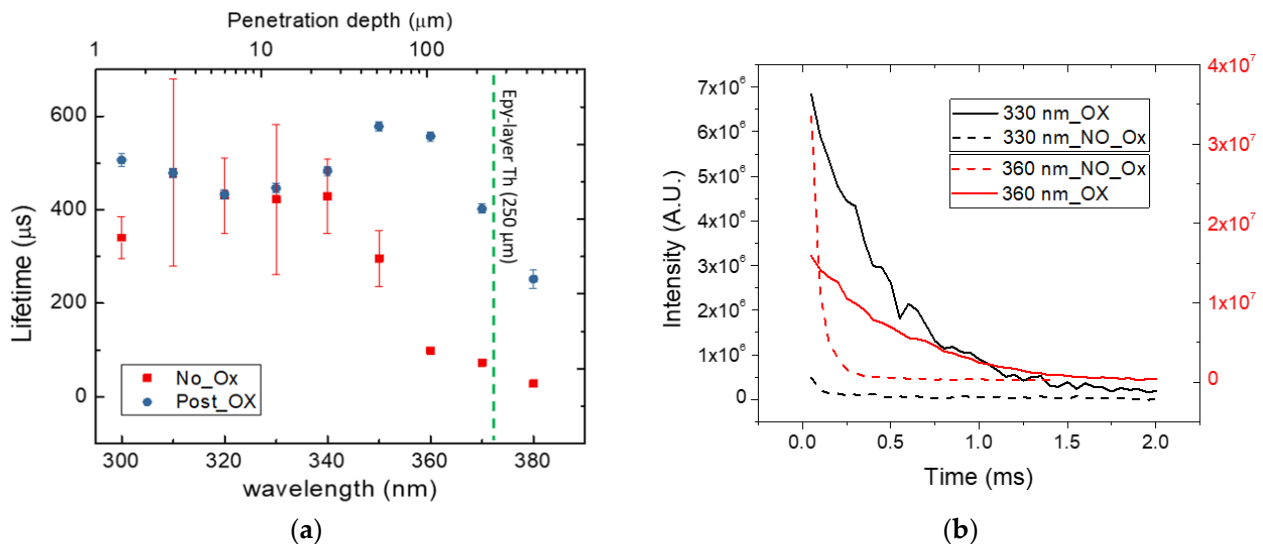 Penetration depth (μm)
1 10 100
600
400
200
0
Lifetime (μs)
Epy-layer Th (250 μm)
No_Ox
Post_OX
300 320 340 360 380
wavelength (nm)
(a)
7x10⁶
6x10⁶
5x10⁶
4x10⁶
3x10⁶
2x10⁶
1x10⁶
0
Intensity (A.U.)
330 nm_OX
330 nm_NO_Ox
360 nm_NO_Ox
360 nm_OX
4x10⁷
3x10⁷
2x10⁷
1x10⁷
0
0.0 0.5 1.0 1.5 2.0
Time (ms)
(b)